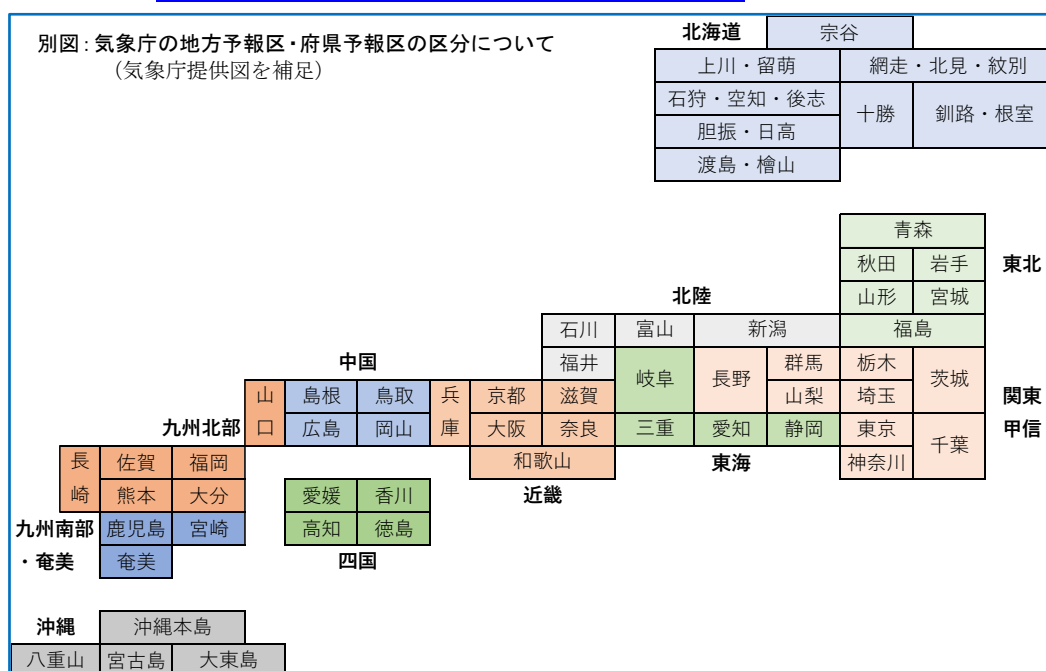 別図：気象庁の地方予報区・府県予報区の区分について
（気象庁提供図を補足）
北海道 宗谷
上川・留萌 網走・北見・紋別
石狩・空知・後志 十勝 釧路・根室
胆振・日高
渡島・檜山
青森
秋田 岩手 東北
北陸 山形 宮城
石川 富山 新潟 福島
中国 福井 岐阜 長野 群馬 栃木 茨城
山口 島根 鳥取 兵庫 京都 滋賀 山梨 埼玉 関東
九州北部 広島 岡山 大阪 奈良 三重 愛知 静岡 東京 千葉 甲信
長崎 佐賀 福岡 和歌山 東海 神奈川
熊本 大分 愛媛 香川 近畿
九州南部 鹿児島 宮崎 高知 徳島
・奄美 奄美 四国
沖縄 沖縄本島
八重山 宮古島 大東島